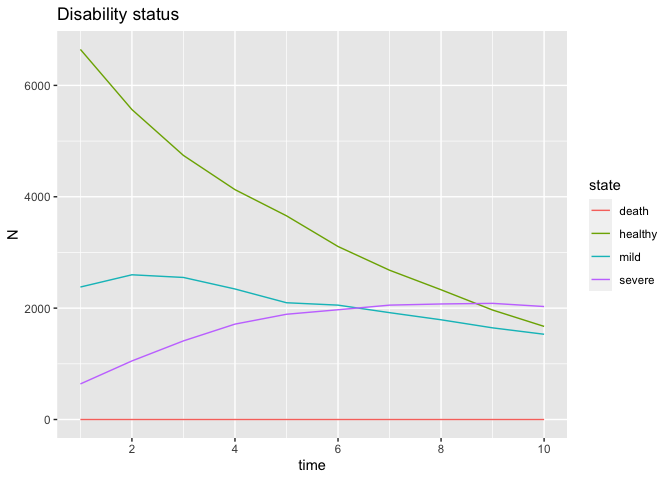 Disability status
N
6000
4000
2000
0
2
4
6
8
10
time
state
death
healthy
mild
severe